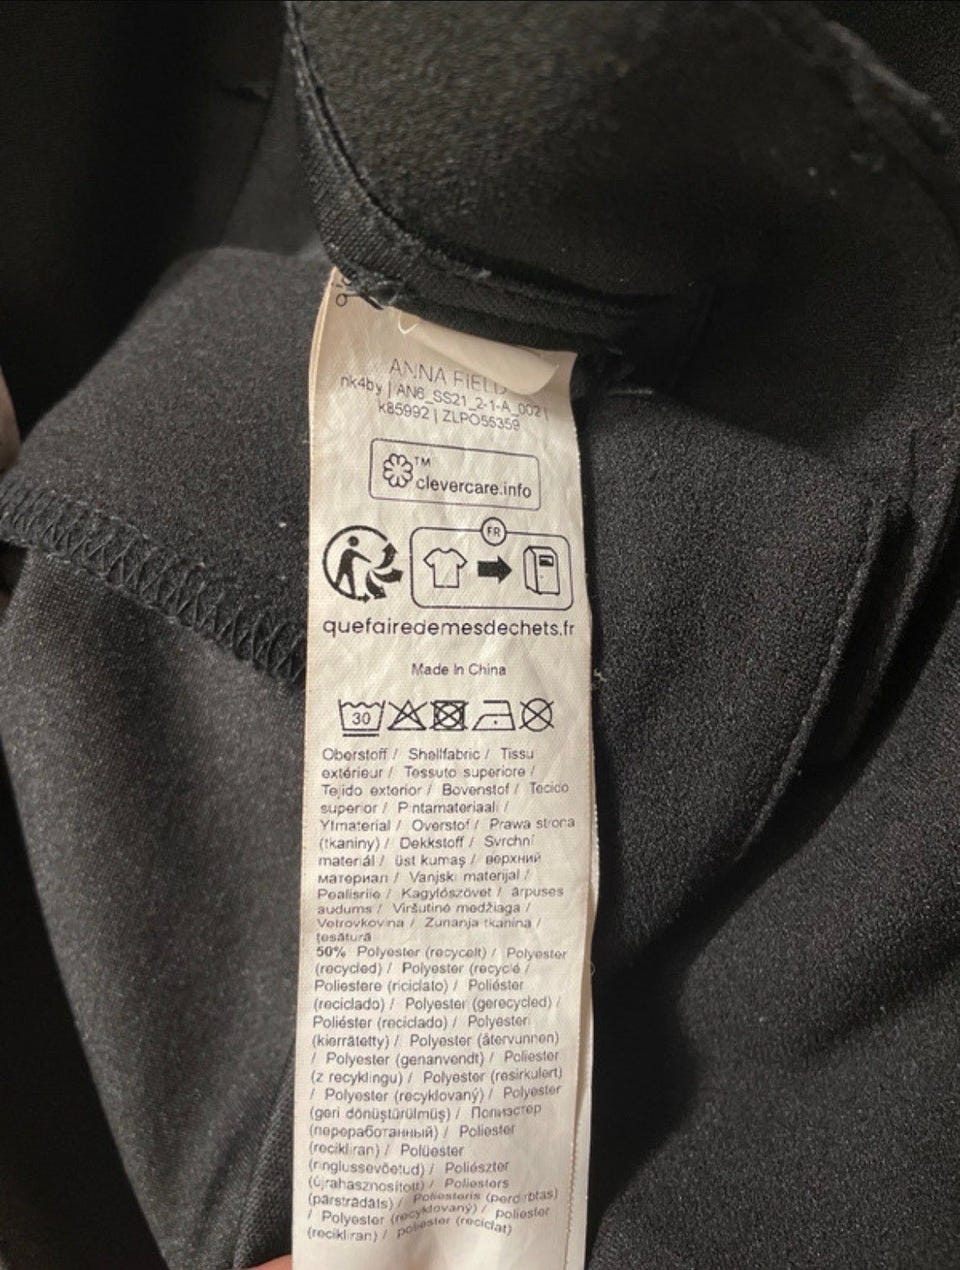 ANNA FIELD
nk4by | AN6_SS21_2-1-A_002 |
k85992 | ZLPO55359
TM
clevercare.info
FR
quefairedemesdechets.fr
Made In China
30
Oberstoff / Shellfabric / Tissu
extérieur / Tessuto superiore /
Tejido exterior / Bovenstof / Tecido
superior / Pintamateriaali /
Ytmaterial / Overstof / Prawa strona
(tkaniny) / Dekkstoff / Svrchní
materiál / üst kumaş / верхний
материал / Vanjski materijal /
Pealisriie / Kagylószövet / ārpuses
audums / Viršutinė medžiaga /
Vetrovkovina / Zunanja tkanina /
țesătură
50% Polyester (recycelt) / Polyester
(recycled) / Polyester (recyclé /
Poliestere (riciclato) / Poliéster
(reciclado) / Polyester (gerecycled) /
Poliéster (reciclado) / Polyesteri
(kierrätetty) / Polyester (återvunnen)
/ Polyester (genanvendt) / Poliester
(z recyklingu) / Polyester (resirkulert)
/ Polyester (recyklovaný) / Polyester
(geri dönüştürülmüş) / Полиэстер
(переработанный) / Poliester
(recikliran) / Polüester
(ringlussevõetud) / Poliészter
(újrahasznosított) / Poliesters
(pārstrādāts) / Poliesteris (perdirbtas)
/ Polyester (recyklovaný) / poliester
(recikliran) / poliester (reciclat)